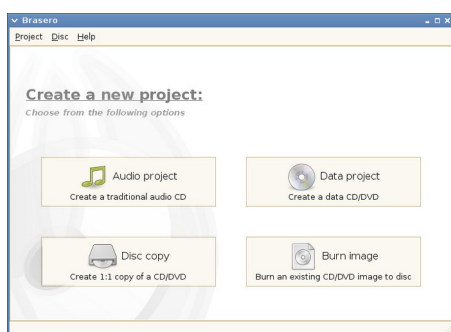 Brasero
Project Disc Help
Create a new project:
Choose from the following options
Audio project
Create a traditional audio CD
Data project
Create a data CD/DVD
Disc copy
Create 1:1 copy of a CD/DVD
Burn image
Burn an existing CD/DVD image to disc